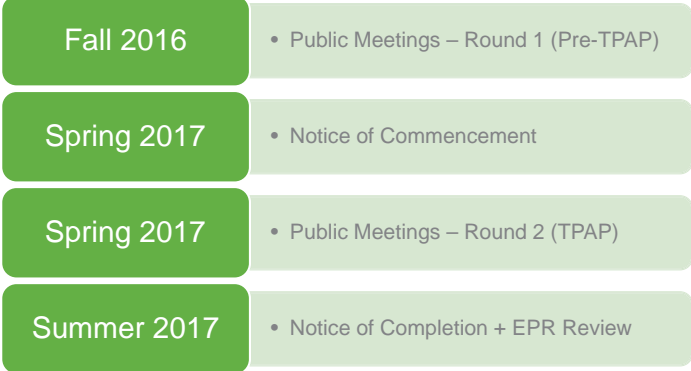 Fall 2016
• Public Meetings – Round 1 (Pre-TPAP)
Spring 2017
• Notice of Commencement
Spring 2017
• Public Meetings – Round 2 (TPAP)
Summer 2017
• Notice of Completion + EPR Review